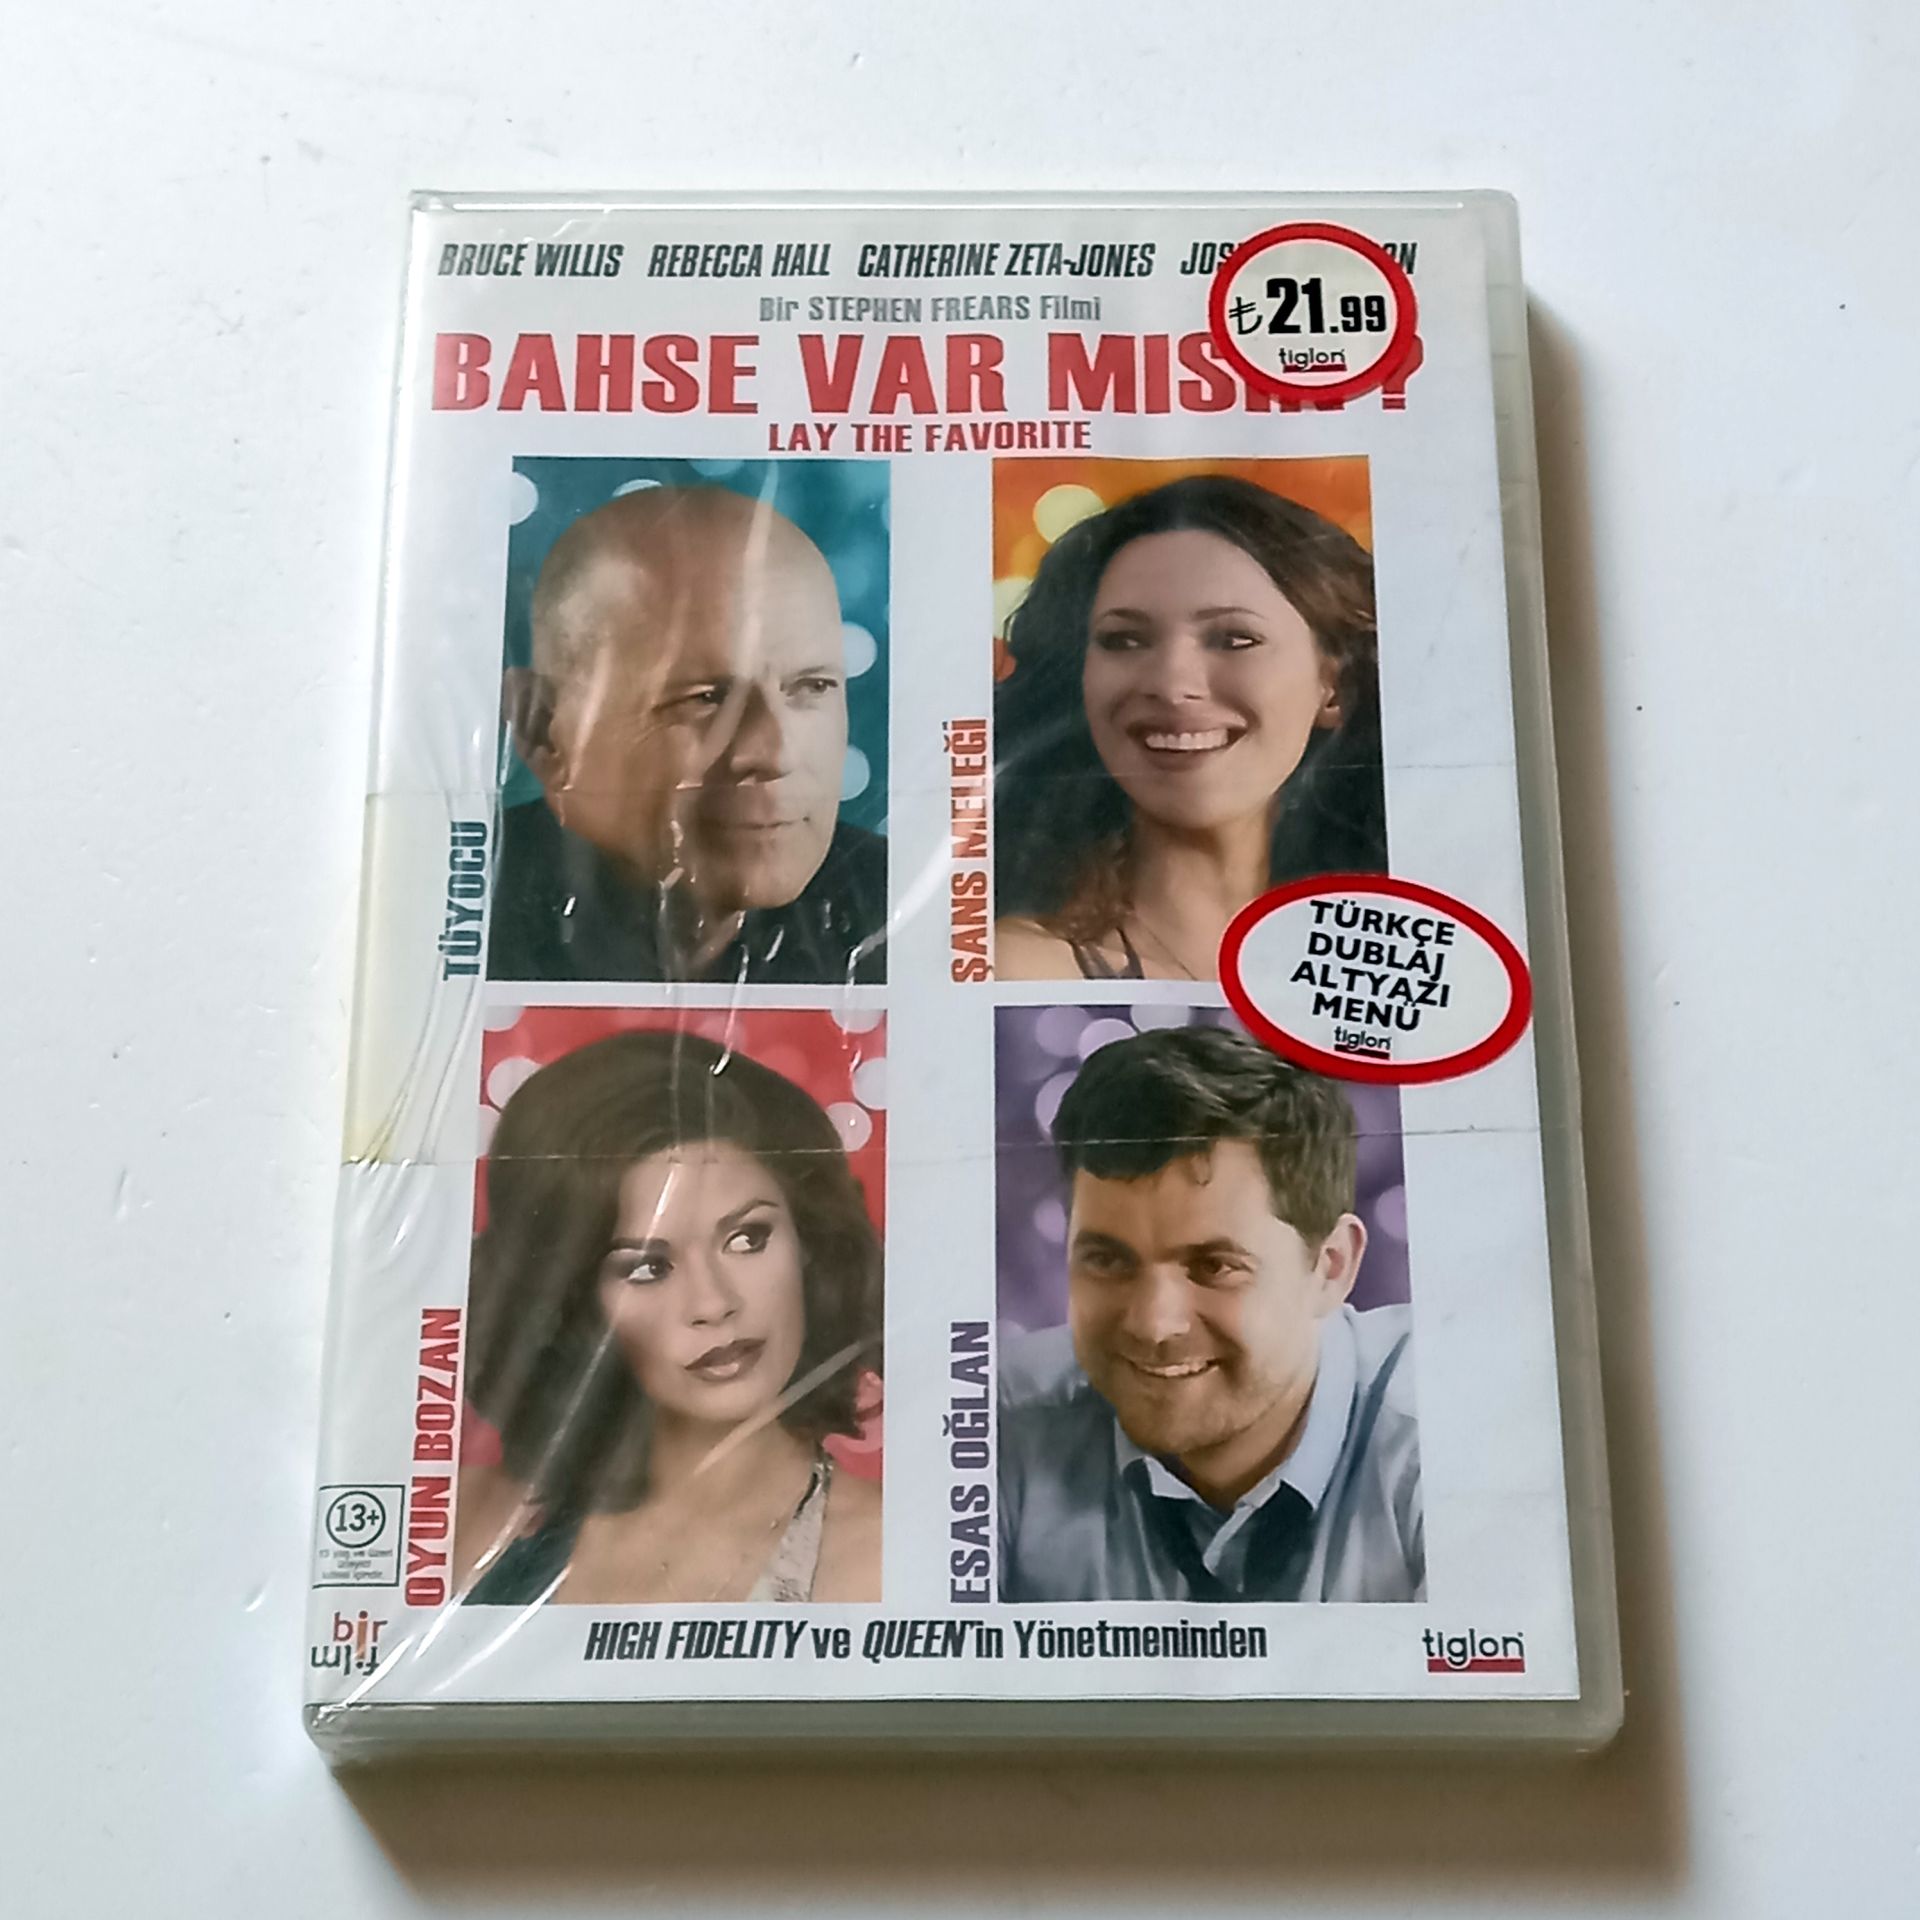 BRUCE WILLIS REBECCA HALL CATHERINE ZETA-JONES
Bir STEPHEN FREARS Filmi
₺21.99
tiglon
BAHSE VAR MISIN?
LAY THE FAVORITE
TÜYOCU
ŞANS MELEĞİ
TÜRKÇE
DUBLAJ
ALTYAZI
MENÜ
tiglon
OYUN BOZAN
ESAS OĞLAN
13+
bir
film
HIGH FIDELITY ve QUEEN'in Yönetmeninden
tiglon